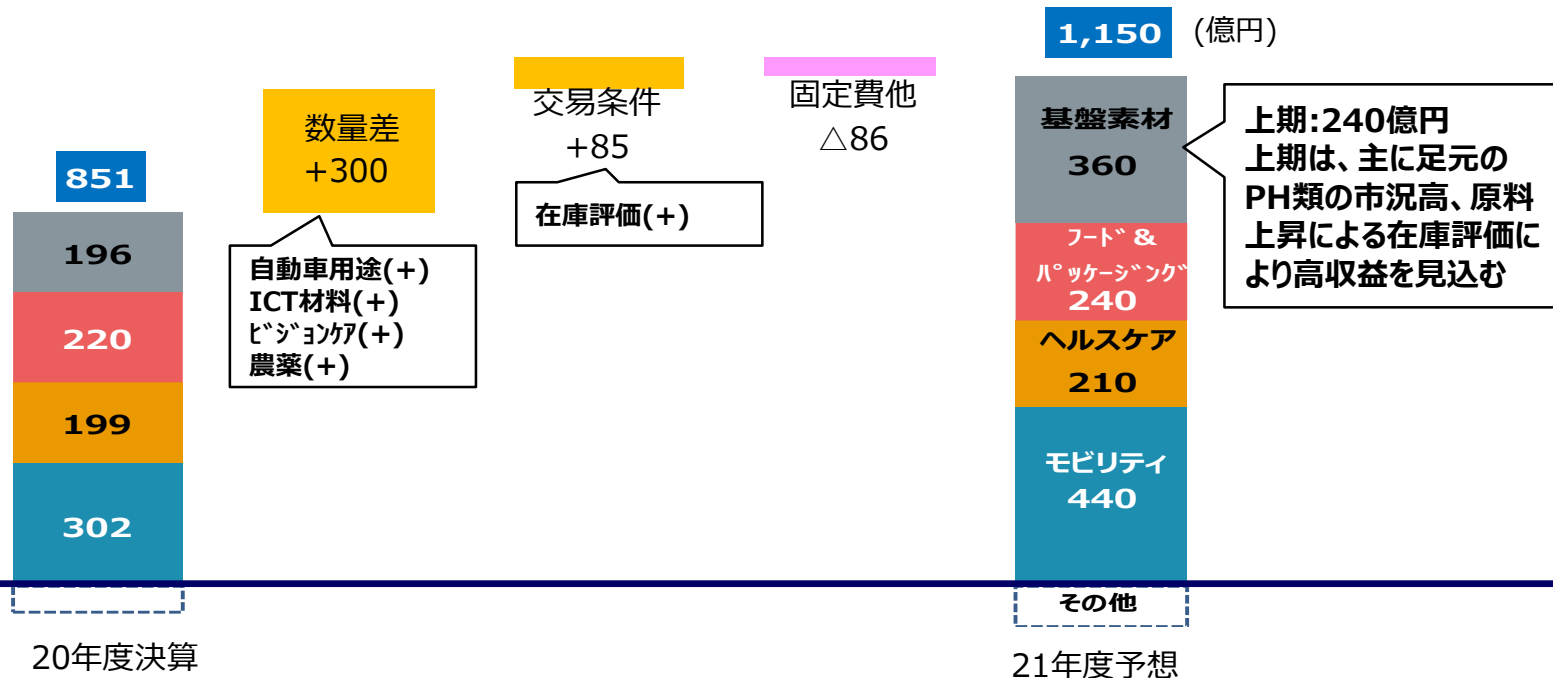 851
196
220
199
302
20年度決算
数量差
+300
自動車用途(+)
ICT材料(+)
ﾋﾞｼﾞｮﾝｹｱ(+)
農薬(+)
交易条件
+85
在庫評価(+)
固定費他
△86
1,150 (億円)
基盤素材
360
ﾌｰﾄﾞ &
ﾊﾟｯｹｰｼﾞﾝｸﾞ
240
ヘルスケア
210
モビリティ
440
その他
21年度予想
上期:240億円
上期は、主に足元の
PH類の市況高、原料
上昇による在庫評価に
より高収益を見込む